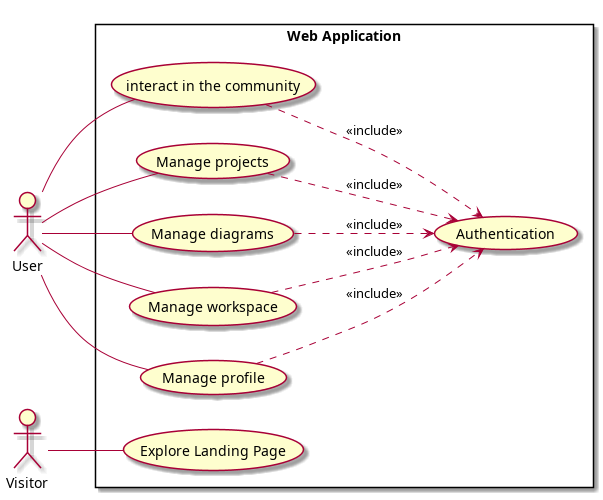 Web Application
interact in the community
«include»
Manage projects
«include»
Manage diagrams
«include»
Authentication
User
«include»
Manage workspace
«include»
Manage profile
Explore Landing Page
Visitor